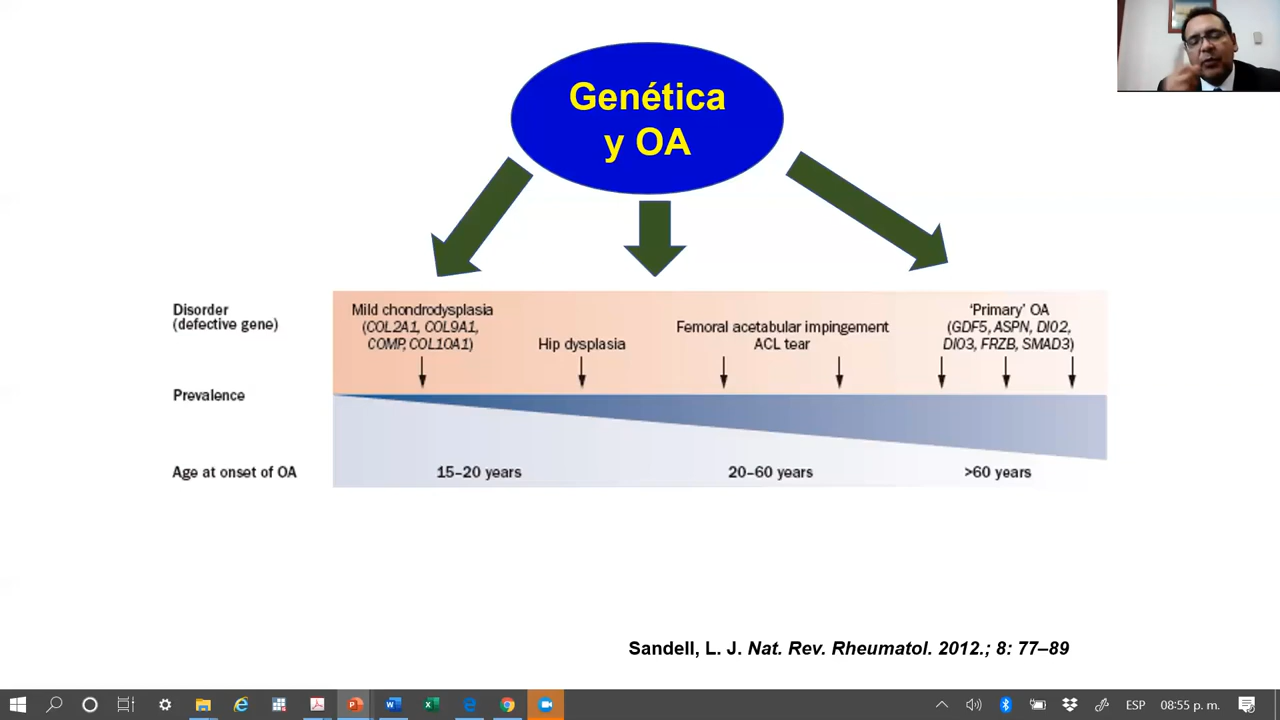 Genética
y OA
Disorder
(defective gene)
Mild chondrodysplasia
(COL2A1, COL9A1,
COMP, COL10A1)
Hip dysplasia
Femoral acetabular impingement
ACL tear
‘Primary’ OA
(GDF5, ASPN, DIO2,
DIO3, FRZB, SMAD3)
Prevalence
Age at onset of OA
15–20 years
20–60 years
>60 years
Sandell, L. J. Nat. Rev. Rheumatol. 2012.; 8: 77–89
ESP
08:55 p. m.